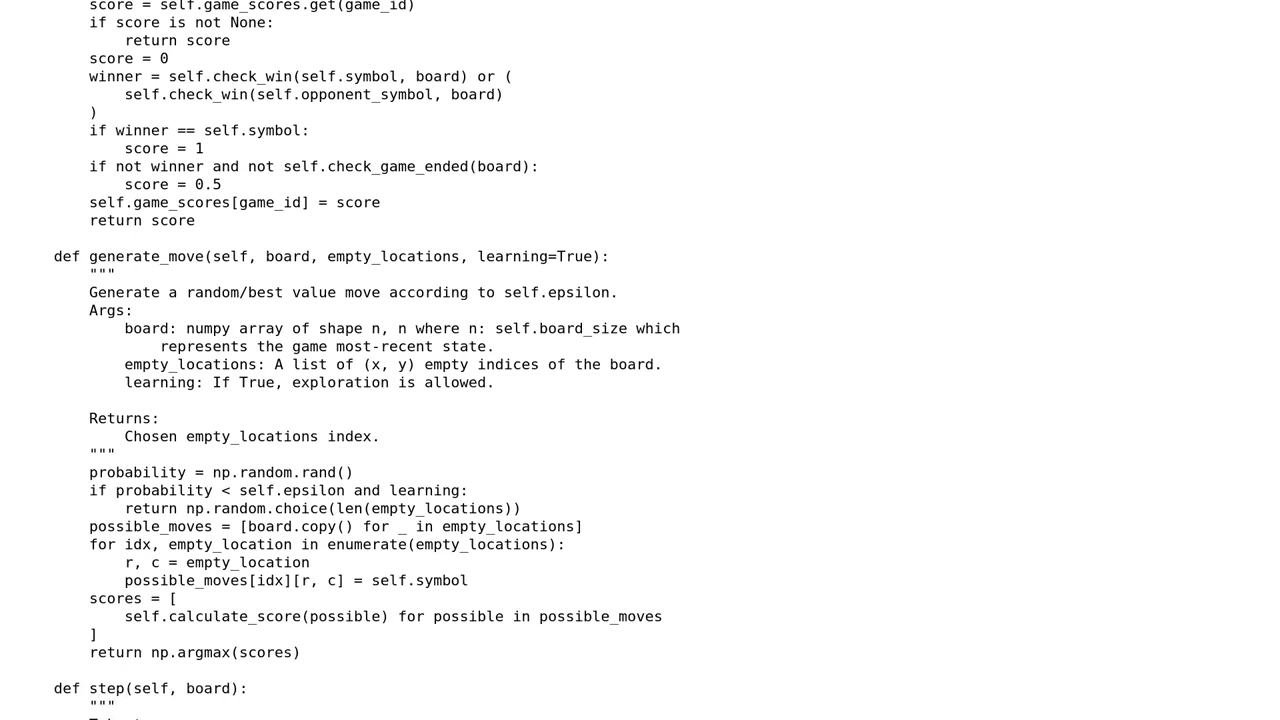 score = self.game_scores.get(game_id)
        if score is not None:
            return score
        score = 0
        winner = self.check_win(self.symbol, board) or (
            self.check_win(self.opponent_symbol, board)
        )
        if winner == self.symbol:
            score = 1
        if not winner and not self.check_game_ended(board):
            score = 0.5
        self.game_scores[game_id] = score
        return score

    def generate_move(self, board, empty_locations, learning=True):
        """
        Generate a random/best value move according to self.epsilon.
        Args:
            board: numpy array of shape n, n where n: self.board_size which
                represents the game most-recent state.
            empty_locations: A list of (x, y) empty indices of the board.
            learning: If True, exploration is allowed.

        Returns:
            Chosen empty_locations index.
        """
        probability = np.random.rand()
        if probability < self.epsilon and learning:
            return np.random.choice(len(empty_locations))
        possible_moves = [board.copy() for _ in empty_locations]
        for idx, empty_location in enumerate(empty_locations):
            r, c = empty_location
            possible_moves[idx][r, c] = self.symbol
        scores = [
            self.calculate_score(possible) for possible in possible_moves
        ]
        return np.argmax(scores)

    def step(self, board):
        """